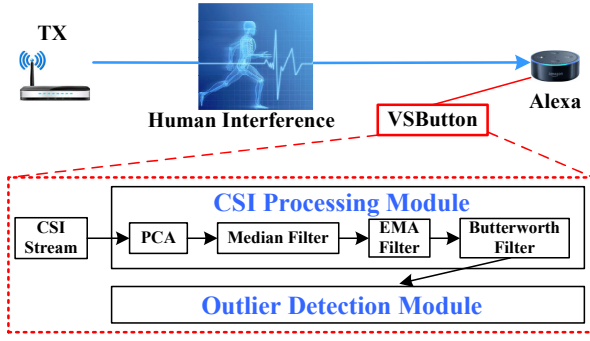 TX
Human Interference
Alexa
VSButton
CSI Processing Module
CSI
Stream
PCA
Median Filter
EMA
Filter
Butterworth
Filter
Outlier Detection Module